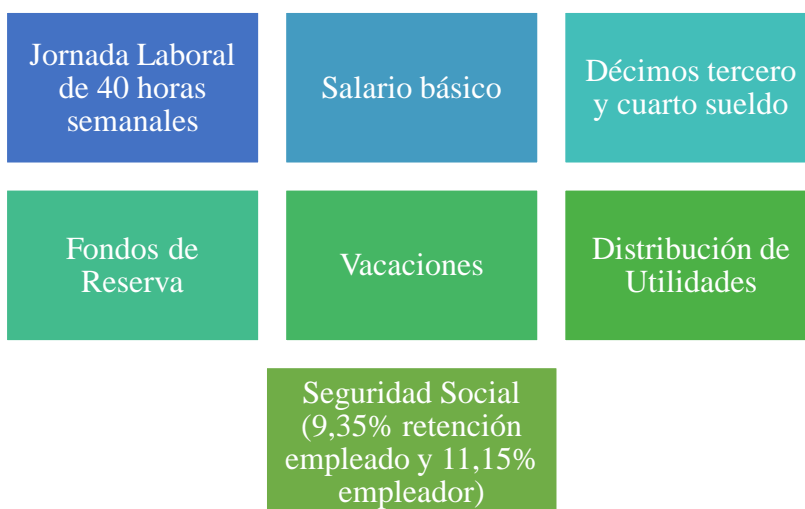 Jornada Laboral
de 40 horas
semanales
Salario básico
Décimos tercero
y cuarto sueldo
Fondos de
Reserva
Vacaciones
Distribución de
Utilidades
Seguridad Social
(9,35% retención
empleado y 11,15%
empleador)